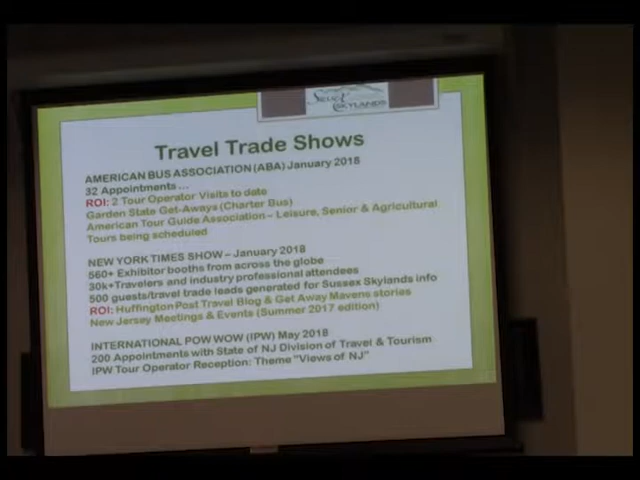 SKYLANDS
Travel Trade Shows
AMERICAN BUS ASSOCIATION (ABA) January 2018
32 Appointments ...
ROI: 2 Tour Operator Visits to date
Garden State Get-Aways (Charter Bus)
American Tour Guide Association – Leisure, Senior & Agricultural
Tours being scheduled
NEW YORK TIMES SHOW – January 2018
560+ Exhibitor booths from across the globe
30k+Travelers and industry professional attendees
500 guests/travel trade leads generated for Sussex Skylands info
ROI: Huffington Post Travel Blog & Get Away Mavens stories
New Jersey Meetings & Events (Summer 2017 edition)
INTERNATIONAL POW WOW (IPW) May 2018
200 Appointments with State of NJ Division of Travel & Tourism
IPW Tour Operator Reception: Theme "Views of NJ"